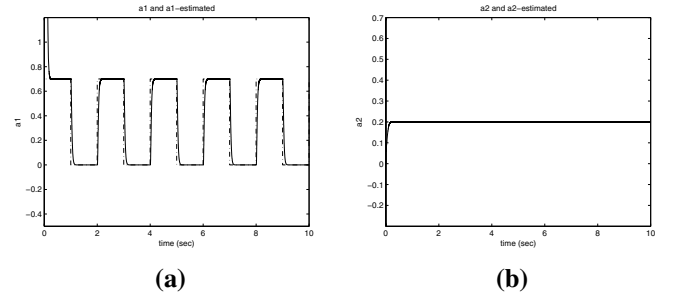 a1 and a1-estimated
1
0.8
0.6
0.4
0.2
0
-0.2
-0.4
a1
0 2 4 6 8 10
time (sec)
(a)
a2 and a2-estimated
0.7
0.6
0.5
0.4
0.3
0.2
0.1
0
-0.1
-0.2
a2
0 2 4 6 8 10
time (sec)
(b)